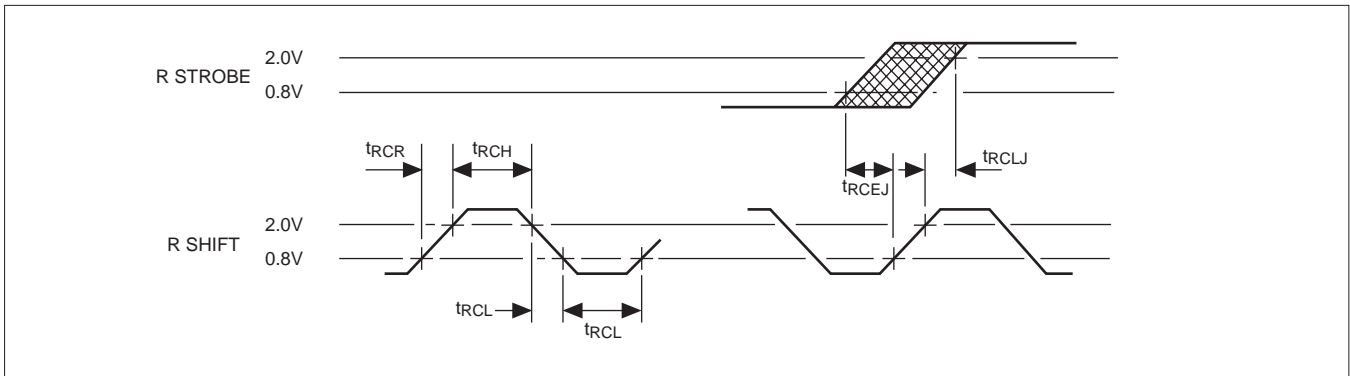 2.0V
R STROBE
0.8V
tRCR
tRCH
tRCEJ
tRCLJ
2.0V
R SHIFT
0.8V
tRCL
tRCL